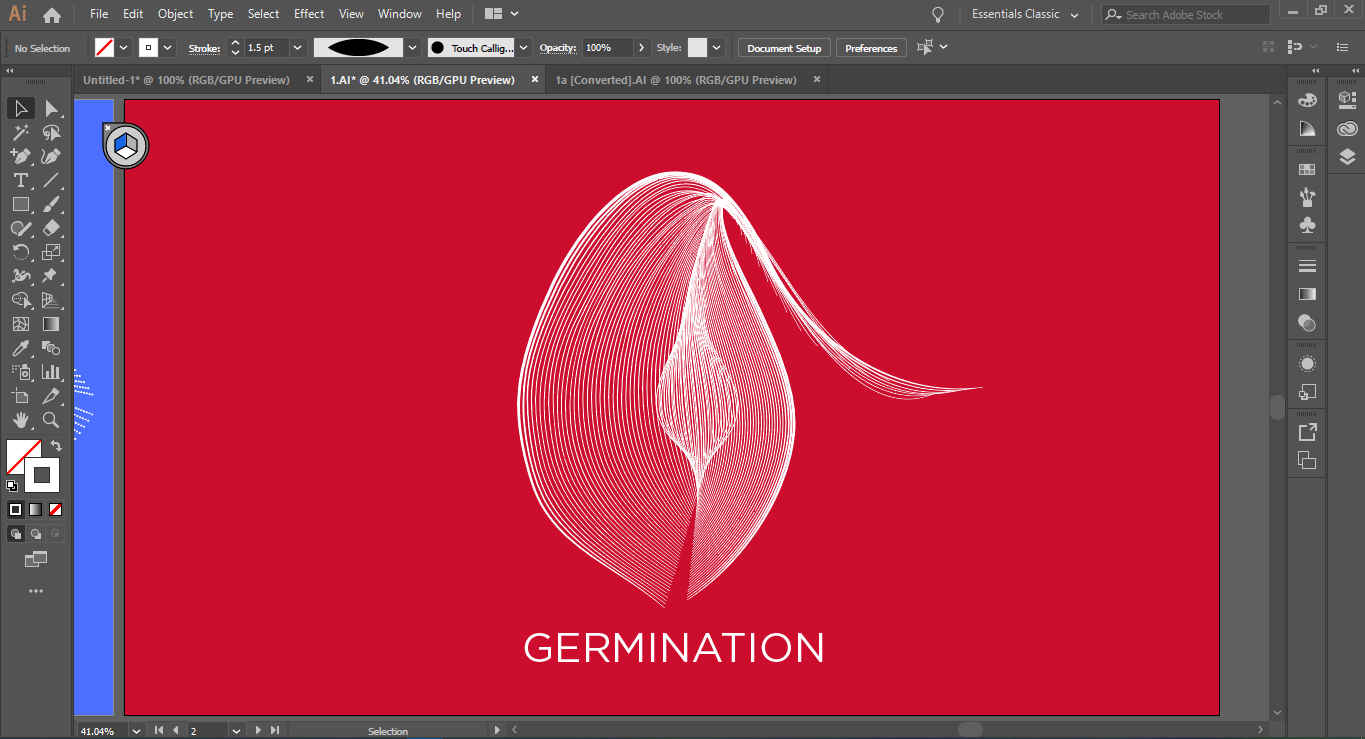 Ai File Edit Object Type Select Effect View Window Help Essentials Classic Search Adobe Stock
No Selection Stroke: 1.5 pt Touch Callig... Opacity: 100% Style: Document Setup Preferences
Untitled-1* @ 100% (RGB/GPU Preview) × 1.AI* @ 41.04% (RGB/GPU Preview) × 1a [Converted].AI @ 100% (RGB/GPU Preview) ×
GERMINATION
41.04% 2 Selection